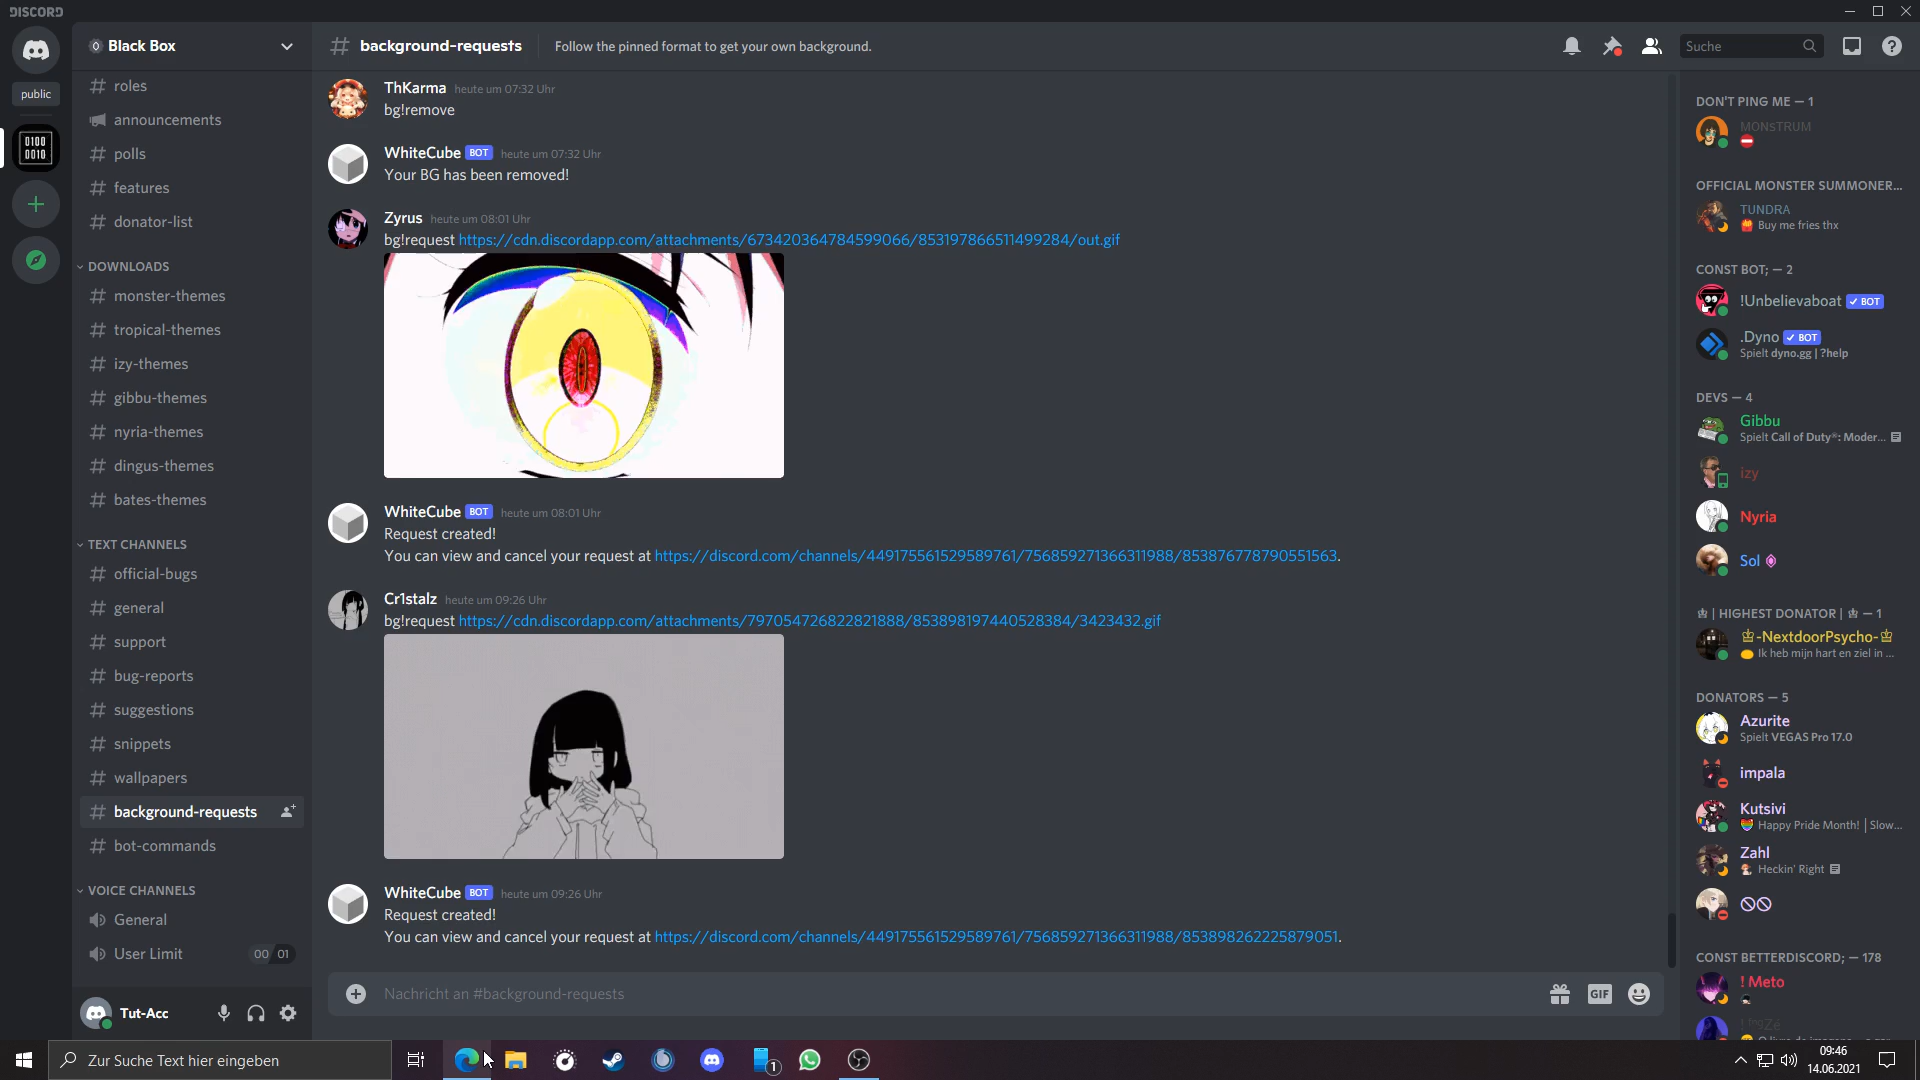 DISCORD
public
0100
0010
Black Box
roles
announcements
polls
features
donator-list
DOWNLOADS
monster-themes
tropical-themes
izy-themes
gibbu-themes
nyria-themes
dingus-themes
bates-themes
TEXT CHANNELS
official-bugs
general
support
bug-reports
suggestions
snippets
wallpapers
background-requests
bot-commands
VOICE CHANNELS
General
User Limit 00 01
Tut-Acc
# background-requests Follow the pinned format to get your own background.
Suche
ThKarma heute um 07:32 Uhr
bg!remove
WhiteCube BOT heute um 07:32 Uhr
Your BG has been removed!
Zyrus heute um 08:01 Uhr
bg!request https://cdn.discordapp.com/attachments/673420364784599066/853197866511499284/out.gif
WhiteCube BOT heute um 08:01 Uhr
Request created!
You can view and cancel your request at https://discord.com/channels/449175561529589761/756859271366311988/853876778790551563.
Cr1stalz heute um 09:26 Uhr
bg!request https://cdn.discordapp.com/attachments/797054726822821888/853898197440528384/3423432.gif
WhiteCube BOT heute um 09:26 Uhr
Request created!
You can view and cancel your request at https://discord.com/channels/449175561529589761/756859271366311988/853898262225879051.
Nachricht an #background-requests
GIF
DON'T PING ME — 1
MONsTRUM
OFFICIAL MONSTER SUMMONER...
TUNDRA
Buy me fries thx
CONST BOT; — 2
!Unbelievaboat ✓ BOT
.Dyno ✓ BOT
Spielt dyno.gg | ?help
DEVS — 4
Gibbu
Spielt Call of Duty®: Moder...
izy
Nyria
Sol
♔ | HIGHEST DONATOR | ♔ — 1
♔-NextdoorPsycho-♔
Ik heb mijn hart en ziel in ...
DONATORS — 5
Azurite
Spielt VEGAS Pro 17.0
impala
Kutsivi
Happy Pride Month! | Slow...
Zahl
Heckin' Right
CONST BETTERDISCORD; — 178
! Meto
Zur Suche Text hier eingeben
1
09:46
14.06.2021